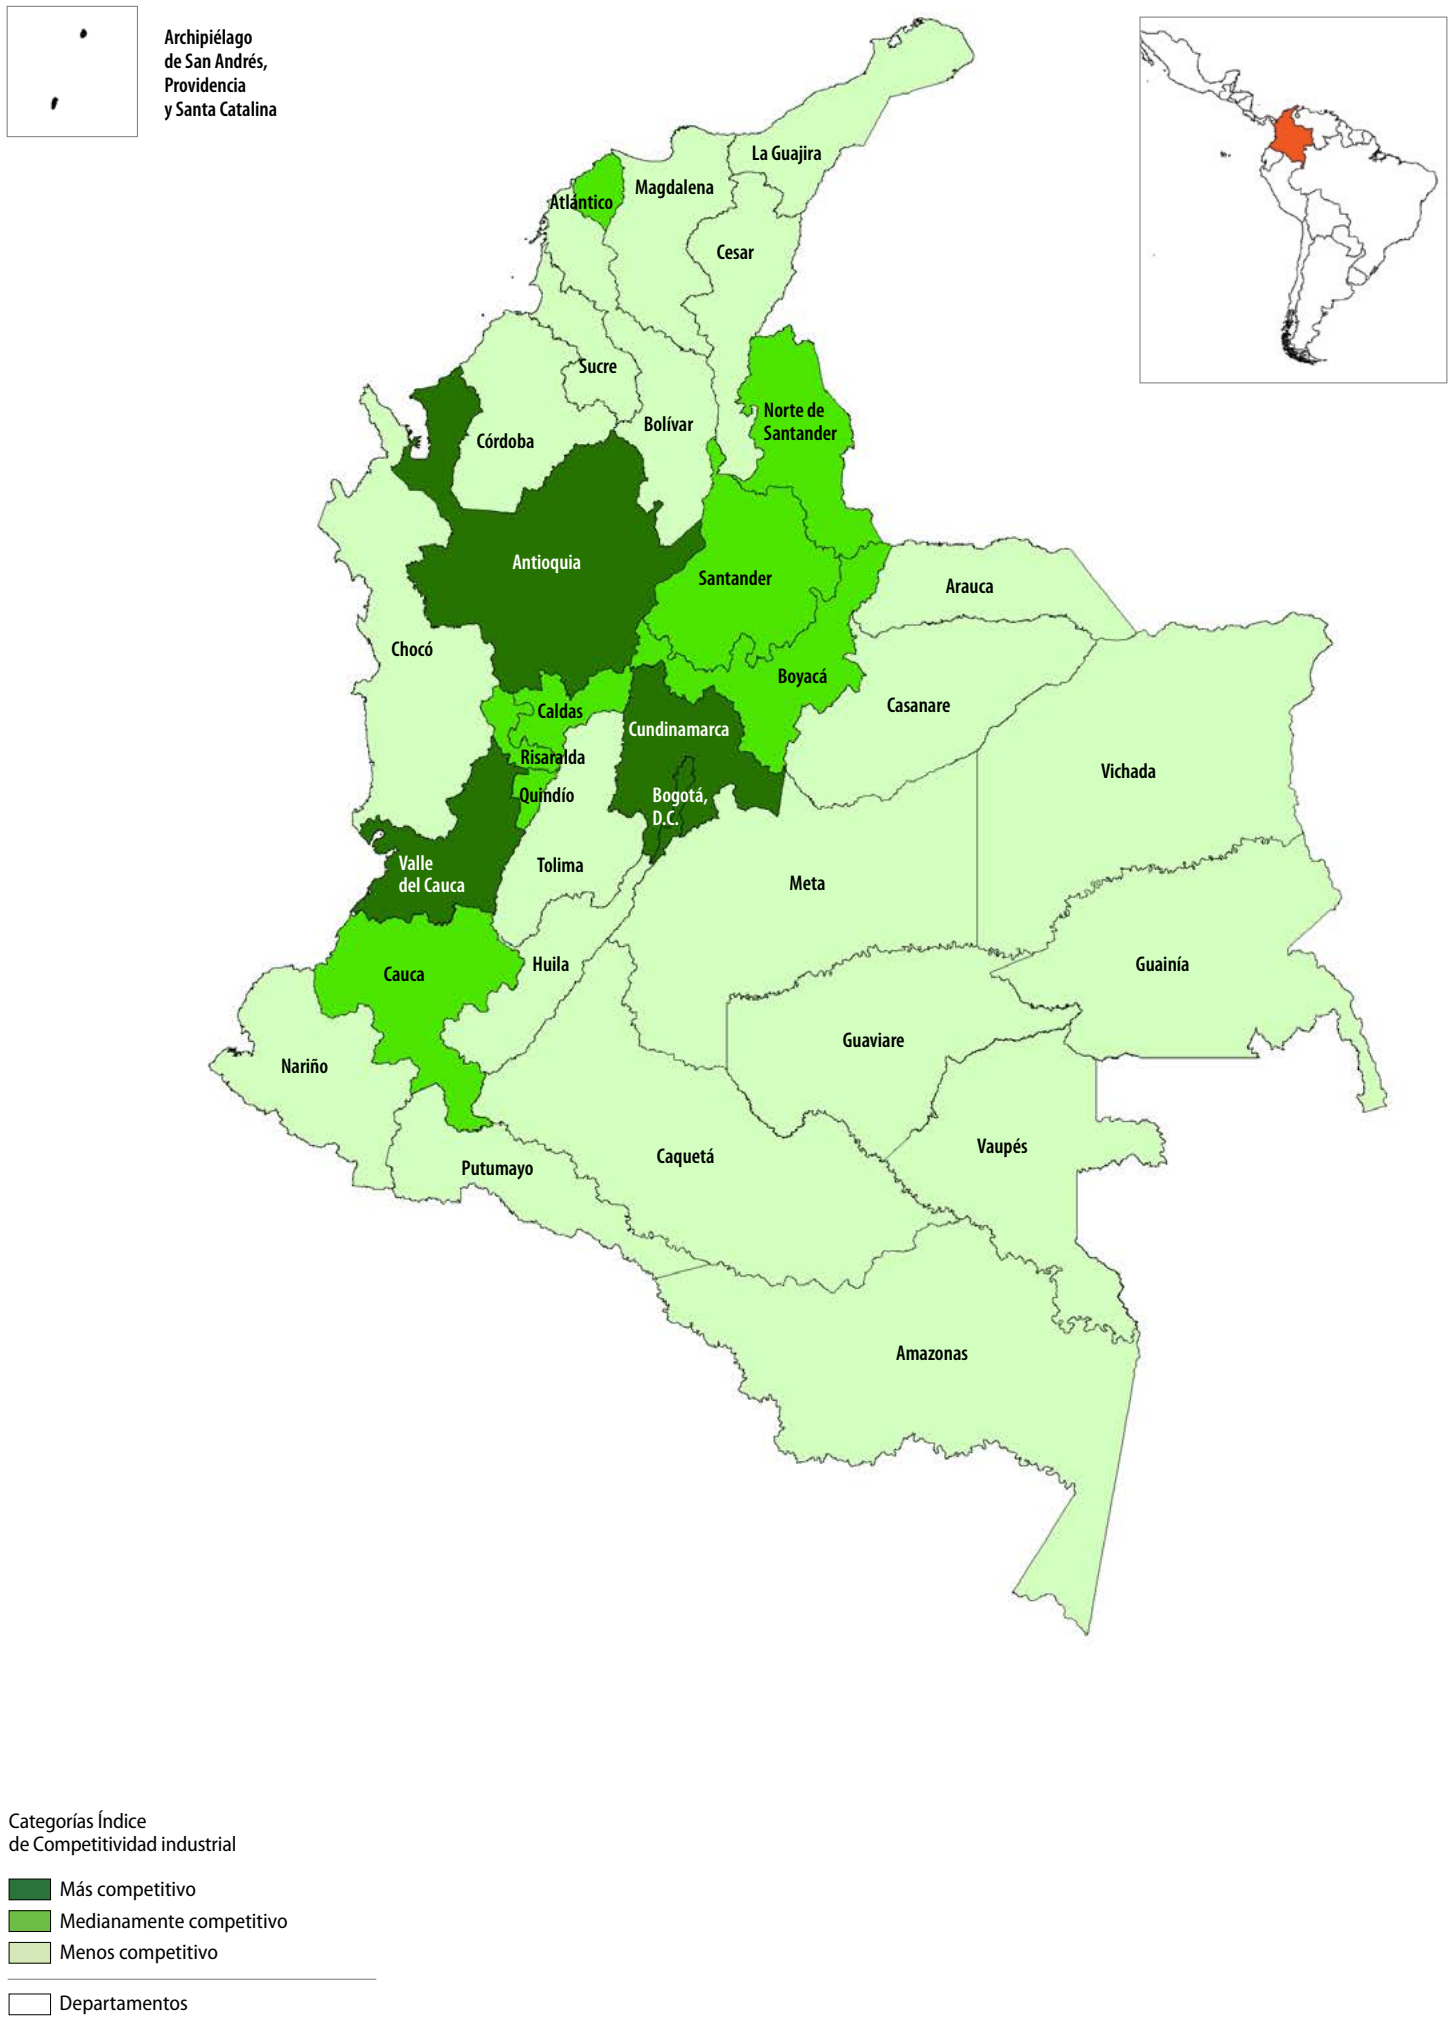 Archipiélago
de San Andrés,
Providencia
y Santa Catalina
La Guajira
Magdalena
Atlántico
Cesar
Sucre
Norte de
Santander
Bolívar
Córdoba
Antioquia
Santander
Arauca
Chocó
Boyacá
Casanare
Caldas
Cundinamarca
Risaralda
Vichada
Quindío
Bogotá,
D.C.
Valle
del Cauca
Tolima
Meta
Cauca
Huila
Guainía
Guaviare
Nariño
Vaupés
Caquetá
Putumayo
Amazonas
Categorías Índice
de Competitividad industrial
Más competitivo
Medianamente competitivo
Menos competitivo
Departamentos